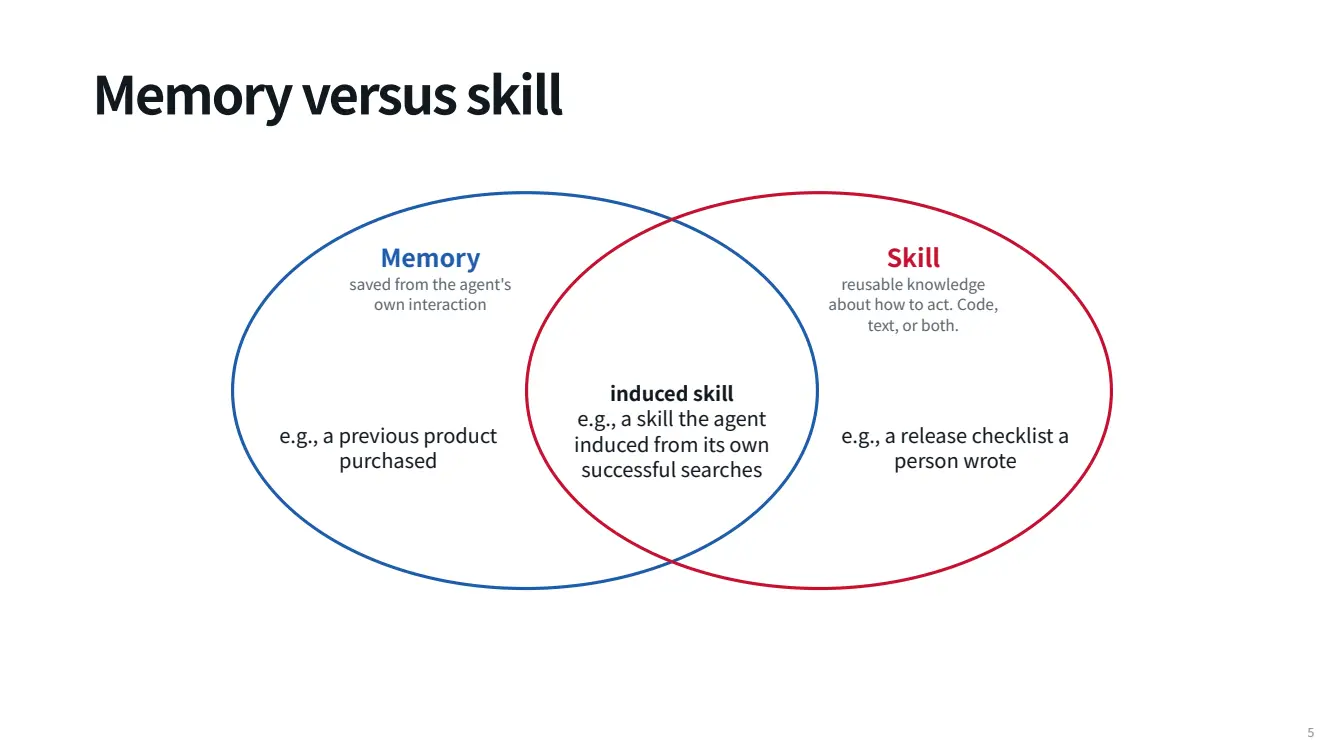 Memory versus skill
Memory
saved from the agent's
own interaction
e.g., a previous product
purchased
induced skill
e.g., a skill the agent
induced from its own
successful searches
Skill
reusable knowledge
about how to act. Code,
text, or both.
e.g., a release checklist a
person wrote
5